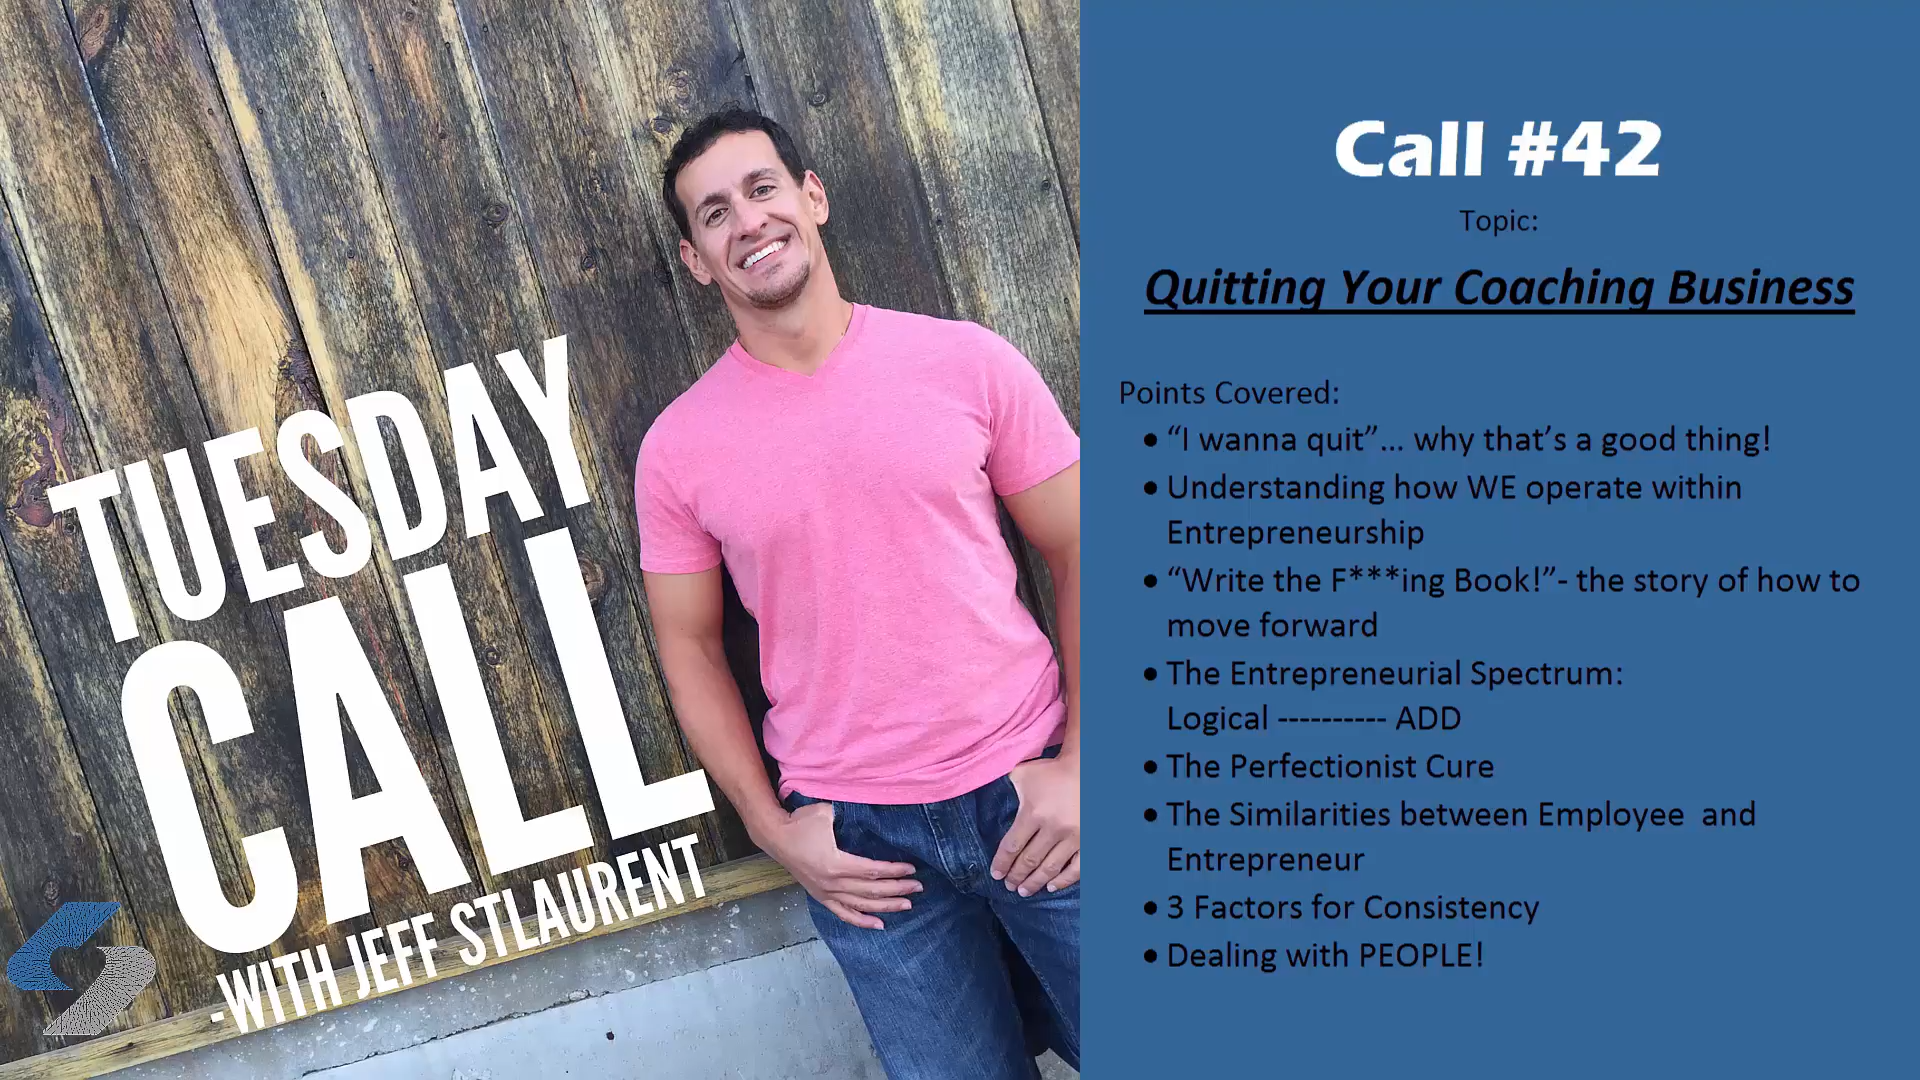 TUESDAY
CALL
-WITH JEFF STLAURENT
Call #42
Topic:
Quitting Your Coaching Business
Points Covered:
• “I wanna quit”... why that’s a good thing!
• Understanding how WE operate within
Entrepreneurship
• “Write the F***ing Book!”- the story of how to
move forward
• The Entrepreneurial Spectrum:
Logical ---------- ADD
• The Perfectionist Cure
• The Similarities between Employee  and
Entrepreneur
• 3 Factors for Consistency
• Dealing with PEOPLE!